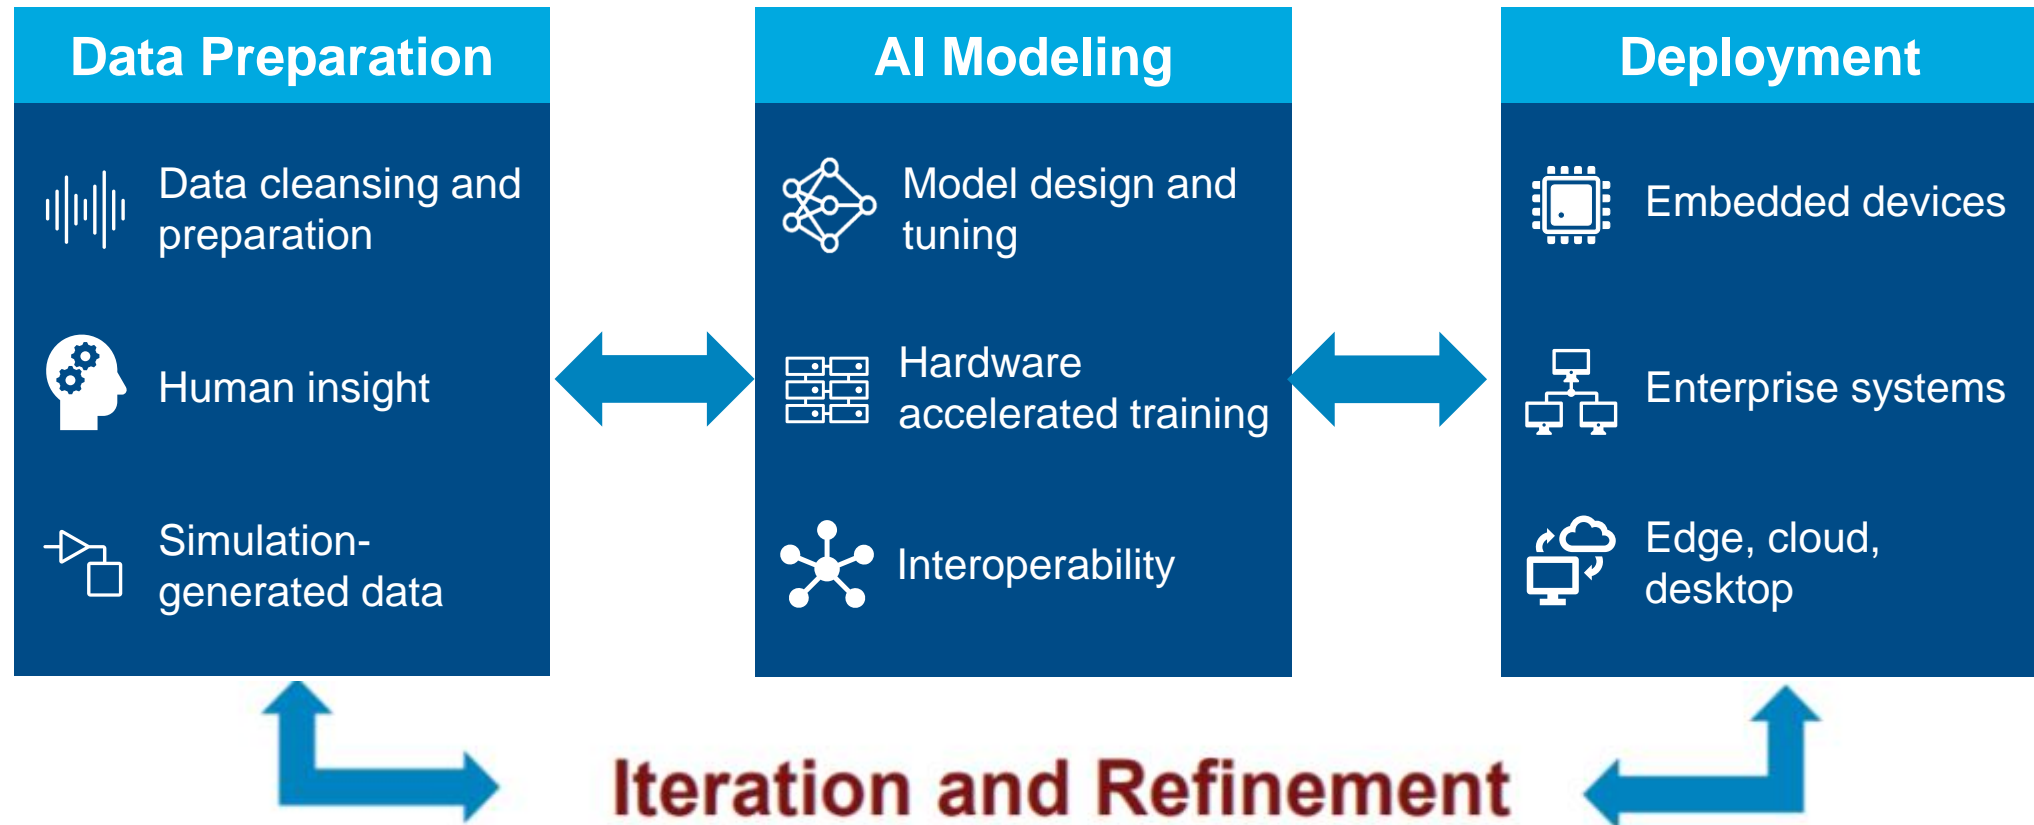 Data Preparation
Data cleansing and
preparation
Human insight
Simulation-
generated data
AI Modeling
Model design and
tuning
Hardware
accelerated training
Interoperability
Deployment
Embedded devices
Enterprise systems
Edge, cloud,
desktop
Iteration and Refinement